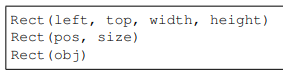 Rect(left, top, width, height)
Rect(pos, size)
Rect(obj)